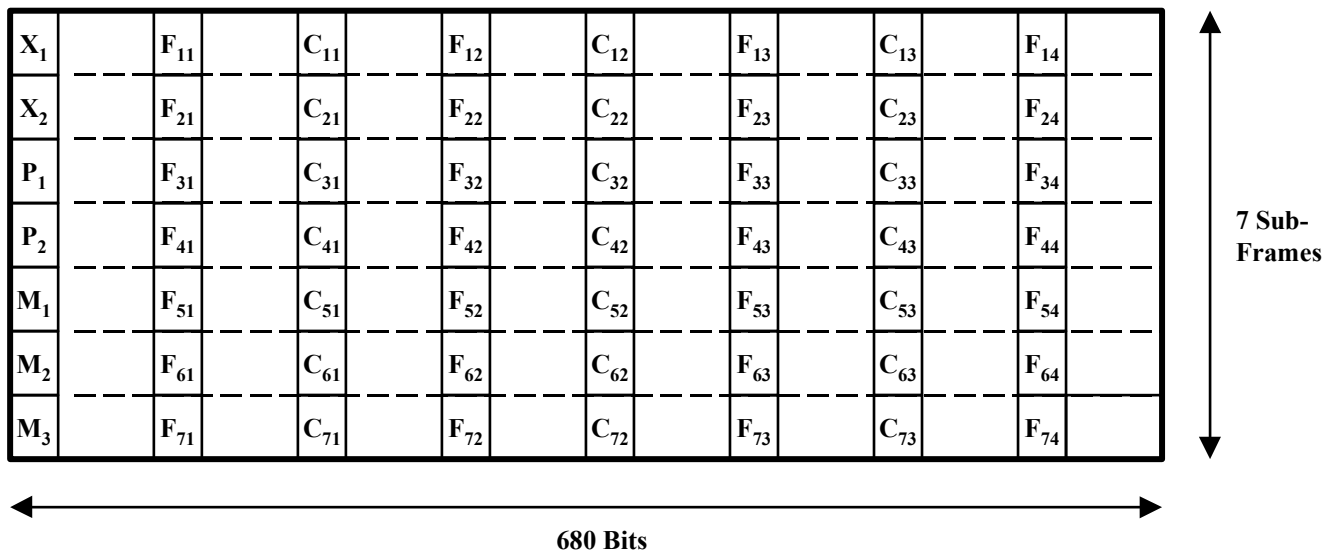 X₁ F₁₁ C₁₁ F₁₂ C₁₂ F₁₃ C₁₃ F₁₄
X₂ F₂₁ C₂₁ F₂₂ C₂₂ F₂₃ C₂₃ F₂₄
P₁ F₃₁ C₃₁ F₃₂ C₃₂ F₃₃ C₃₃ F₃₄
P₂ F₄₁ C₄₁ F₄₂ C₄₂ F₄₃ C₄₃ F₄₄
M₁ F₅₁ C₅₁ F₅₂ C₅₂ F₅₃ C₅₃ F₅₄
M₂ F₆₁ C₆₁ F₆₂ C₆₂ F₆₃ C₆₃ F₆₄
M₃ F₇₁ C₇₁ F₇₂ C₇₂ F₇₃ C₇₃ F₇₄
7 Sub-
Frames
680 Bits